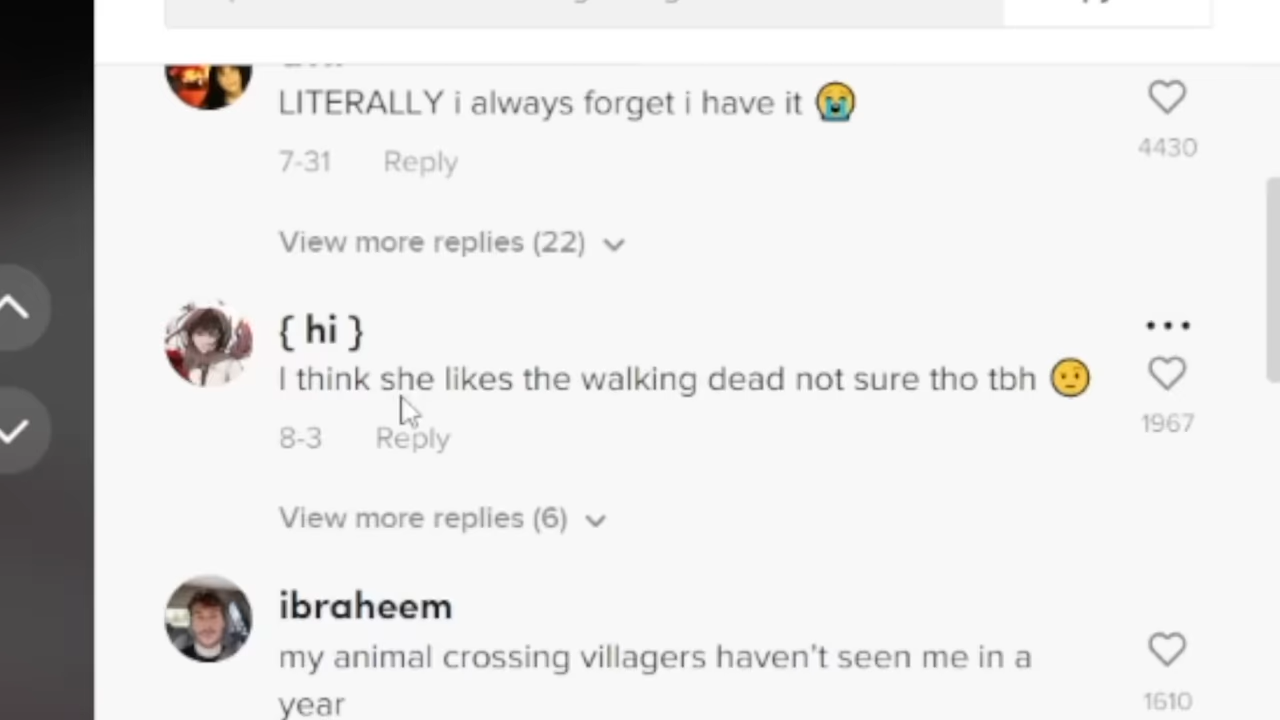 LITERALLY i always forget i have it 😭
4430
7-31 Reply
View more replies (22)
{ hi }
I think she likes the walking dead not sure tho tbh 🤨
1967
8-3 Reply
View more replies (6)
ibraheem
my animal crossing villagers haven't seen me in a
year
1610